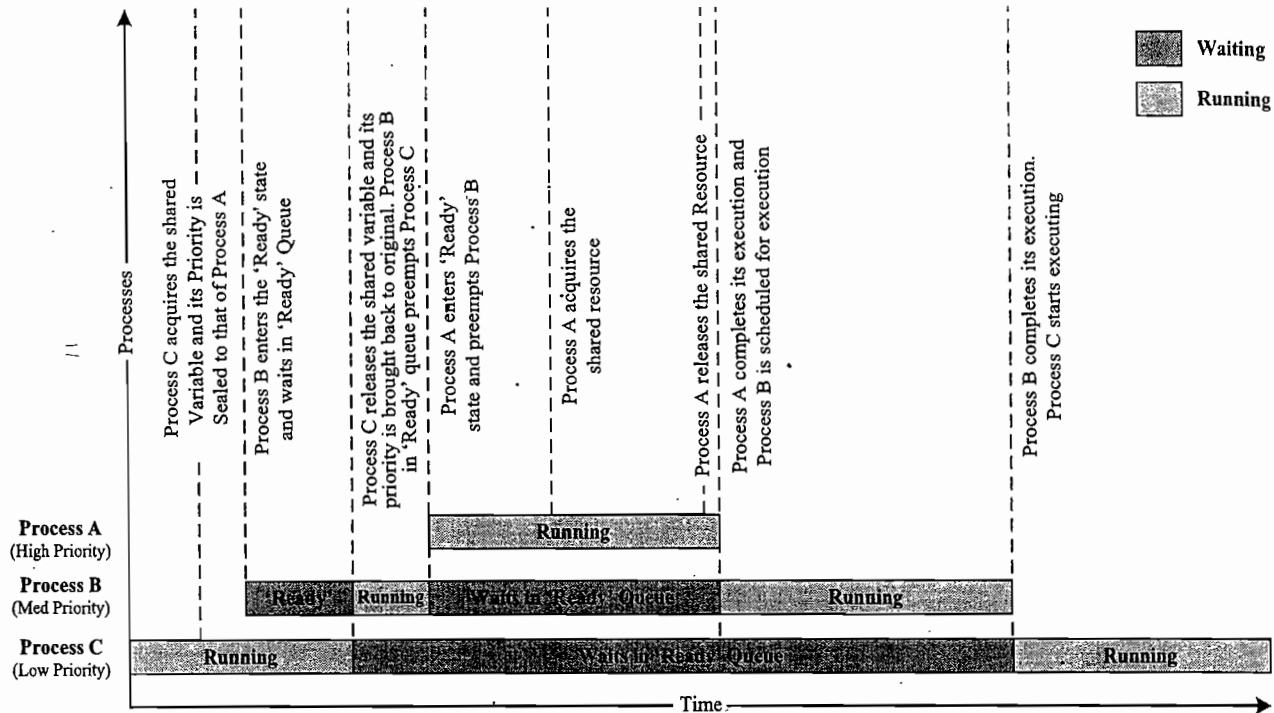 Waiting
Running
Processes
Process C acquires the shared
Variable and its Priority is
Sealed to that of Process A
Process B enters the 'Ready' state
and waits in 'Ready' Queue
Process C releases the shared variable and its
priority is brought back to original. Process B
in 'Ready' queue preempts Process C
Process A enters 'Ready'
state and preempts Process B
Process A acquires the
shared resource
Process A releases the shared Resource
Process A completes its execution and
Process B is scheduled for execution
Process B completes its execution.
Process C starts executing
Process A
(High Priority)
Running
Process B
(Med Priority)
'Ready'
Running
Waits in 'Ready' Queue
Running
Process C
(Low Priority)
Running
Waits in 'Ready' Queue
Running
Time